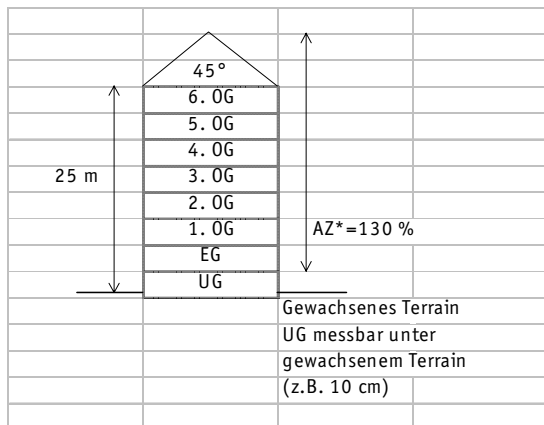 45°
6. OG
5. OG
4. OG
25 m
3. OG
2. OG
1. OG
AZ*=130 %
EG
UG
Gewachsenes Terrain
UG messbar unter
gewachsenem Terrain
(z.B. 10 cm)